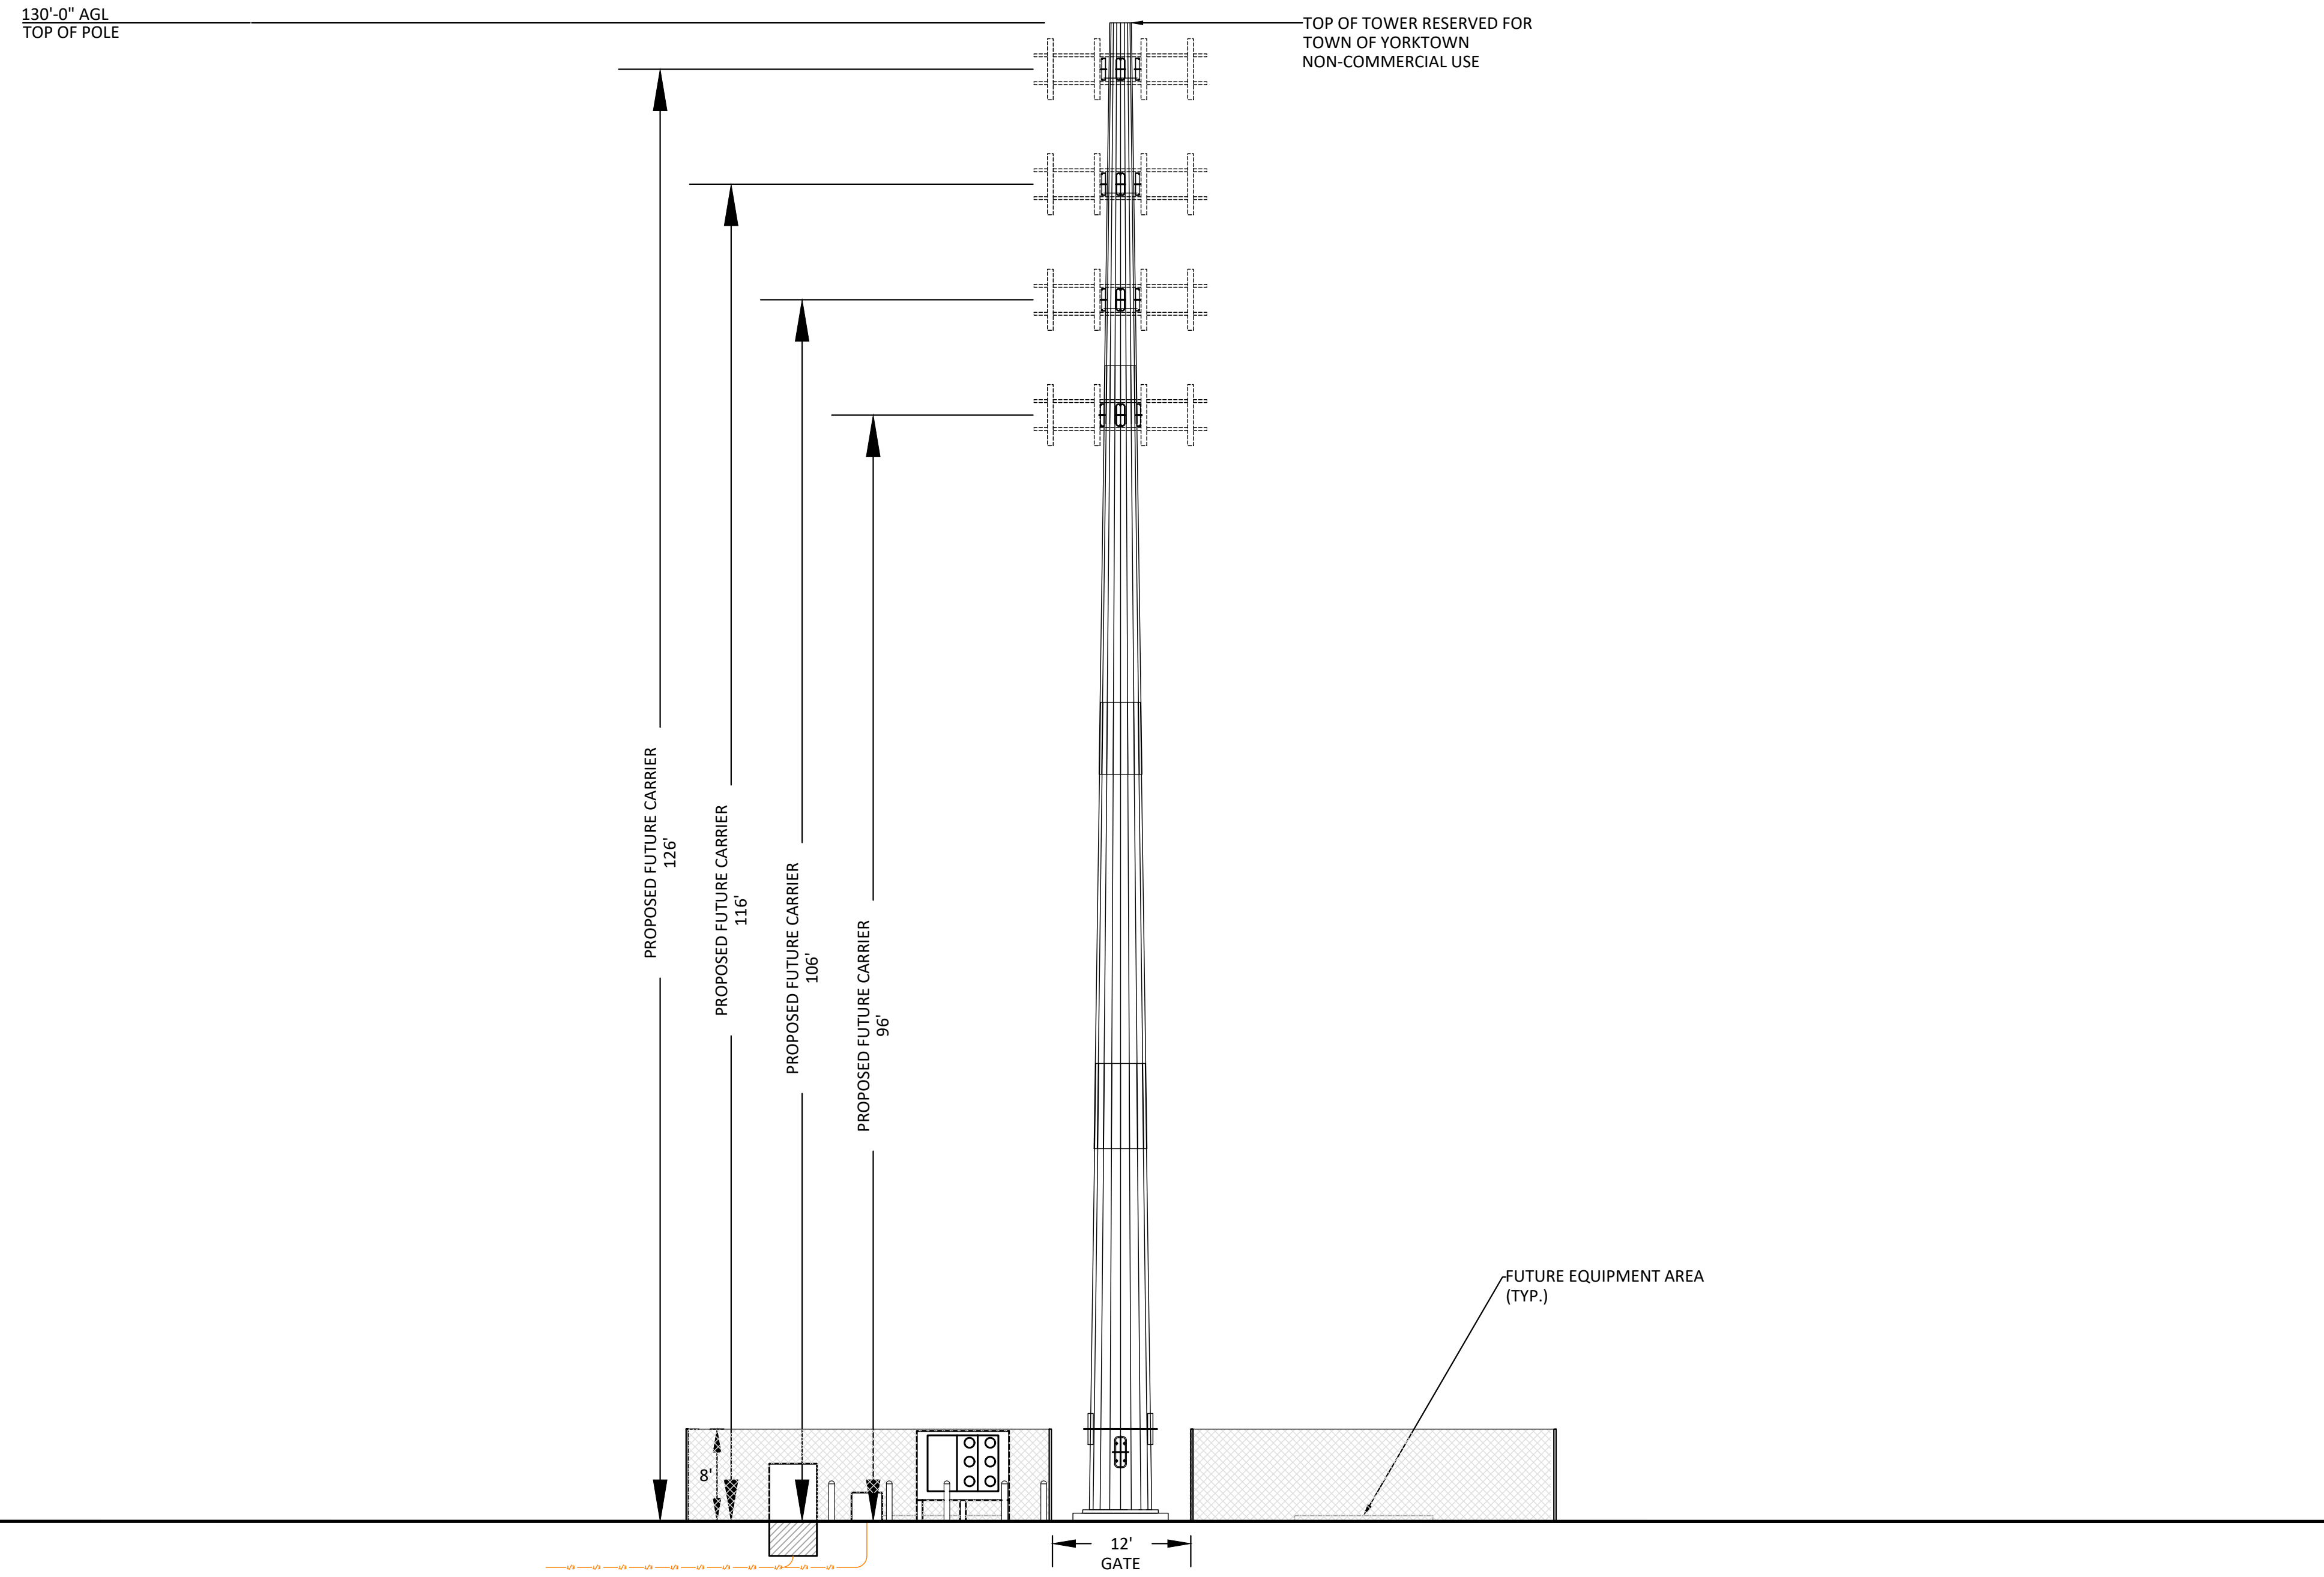 130'-0" AGL
TOP OF POLE
TOP OF TOWER RESERVED FOR
TOWN OF YORKTOWN
NON-COMMERCIAL USE
PROPOSED FUTURE CARRIER
126'
PROPOSED FUTURE CARRIER
116'
PROPOSED FUTURE CARRIER
106'
PROPOSED FUTURE CARRIER
96'
FUTURE EQUIPMENT AREA
(TYP.)
8'
12'
GATE